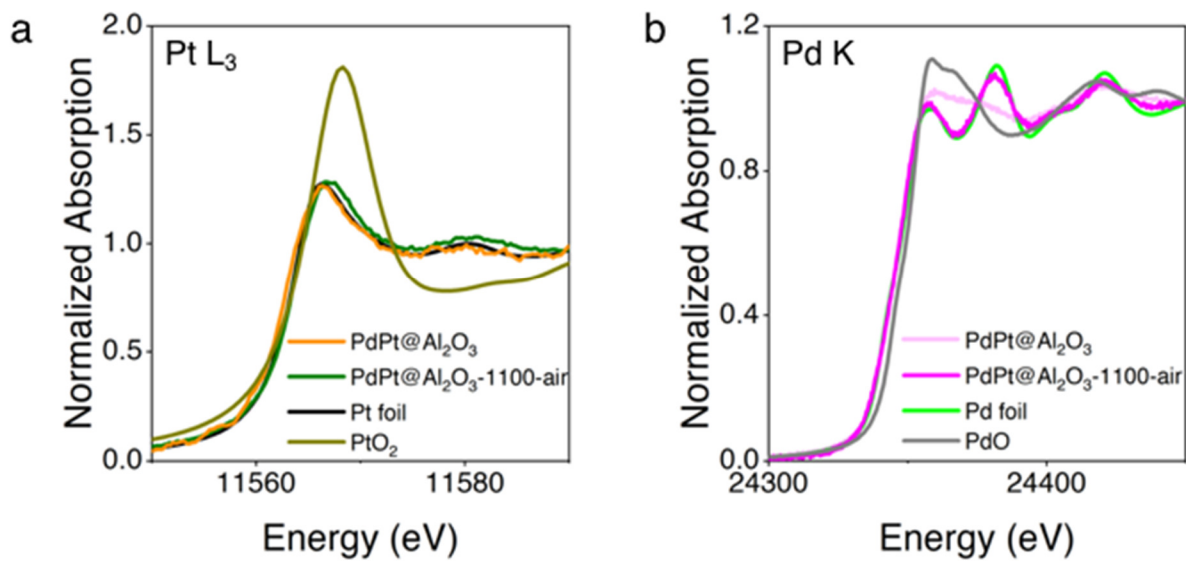 a
2.0
Pt L₃
1.5
1.0
0.5
0.0
Normalized Absorption
PdPt@Al₂O₃
PdPt@Al₂O₃-1100-air
Pt foil
PtO₂
11560
11580
Energy (eV)
b
1.2
Pd K
0.8
0.4
0.0
Normalized Absorption
PdPt@Al₂O₃
PdPt@Al₂O₃-1100-air
Pd foil
PdO
24300
24400
Energy (eV)